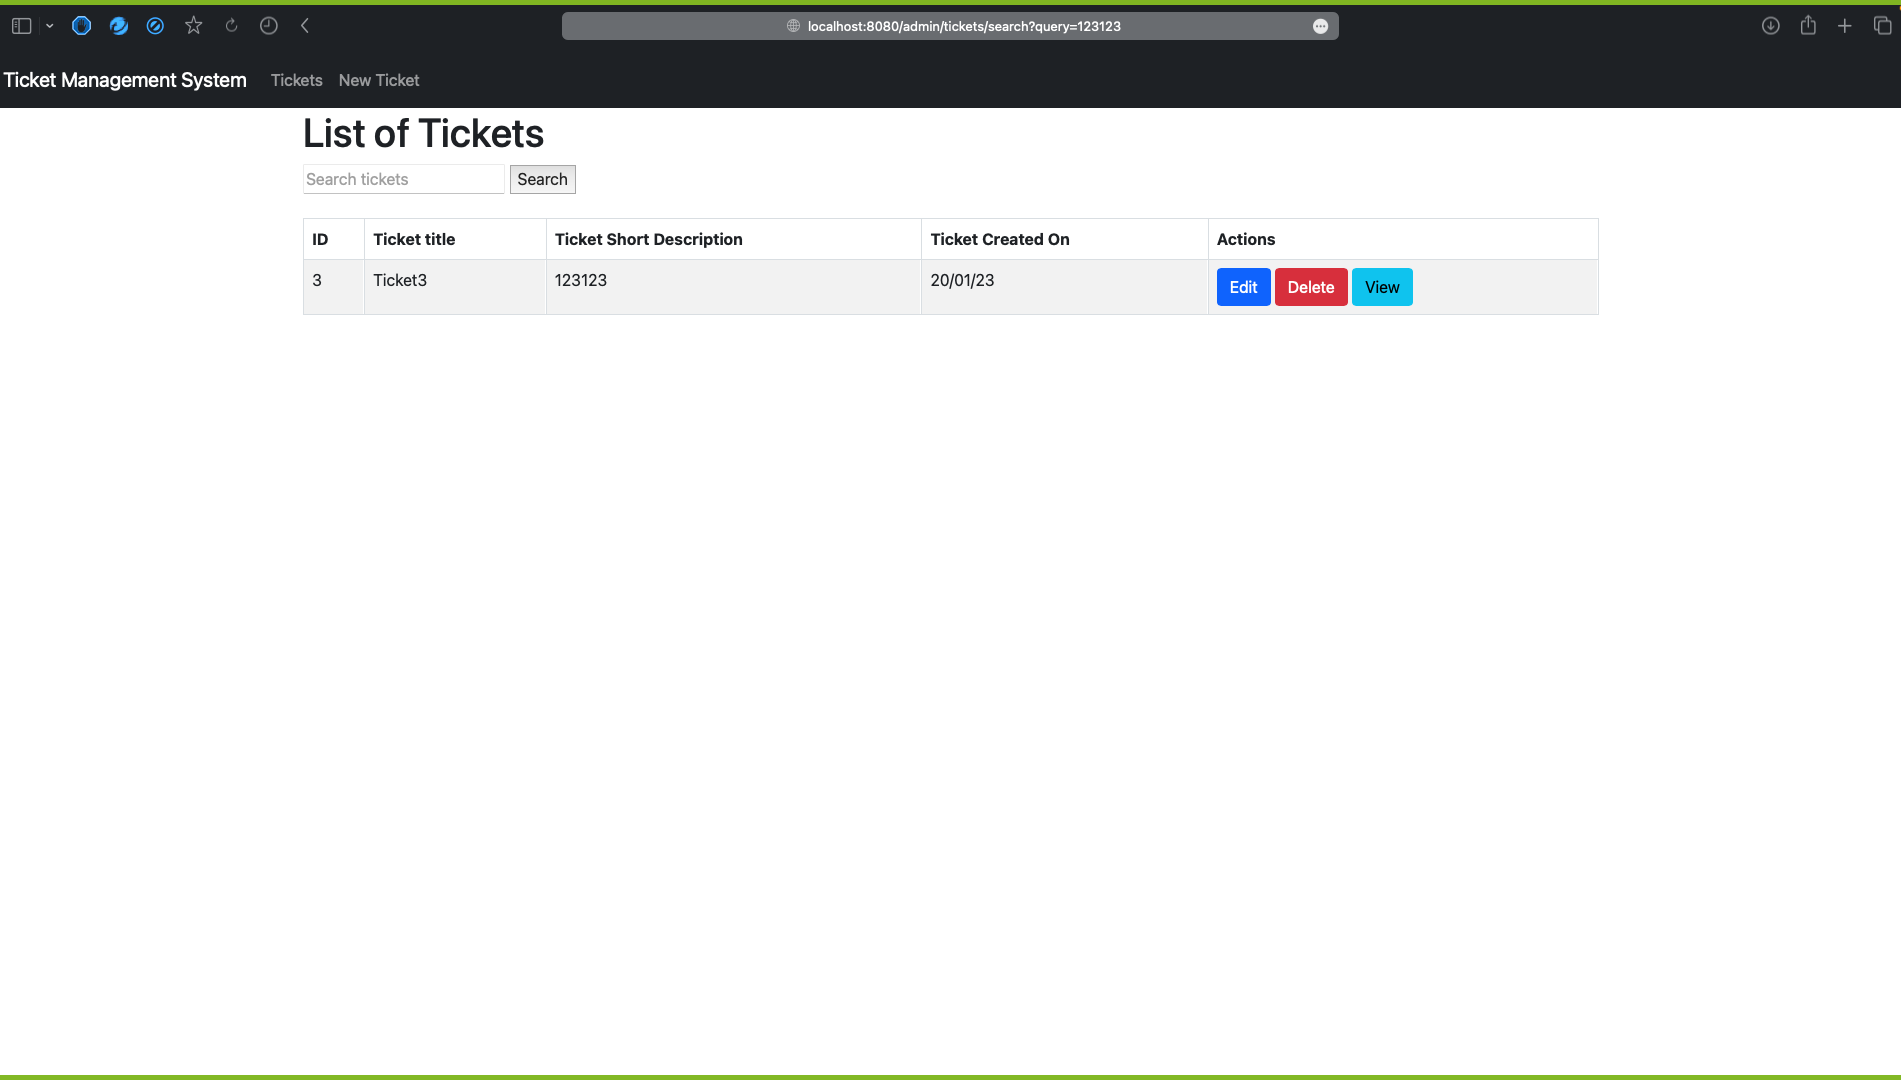 localhost:8080/admin/tickets/search?query=123123
Ticket Management System Tickets New Ticket
List of Tickets
Search tickets Search
ID Ticket title Ticket Short Description Ticket Created On Actions
3 Ticket3 123123 20/01/23 Edit Delete View